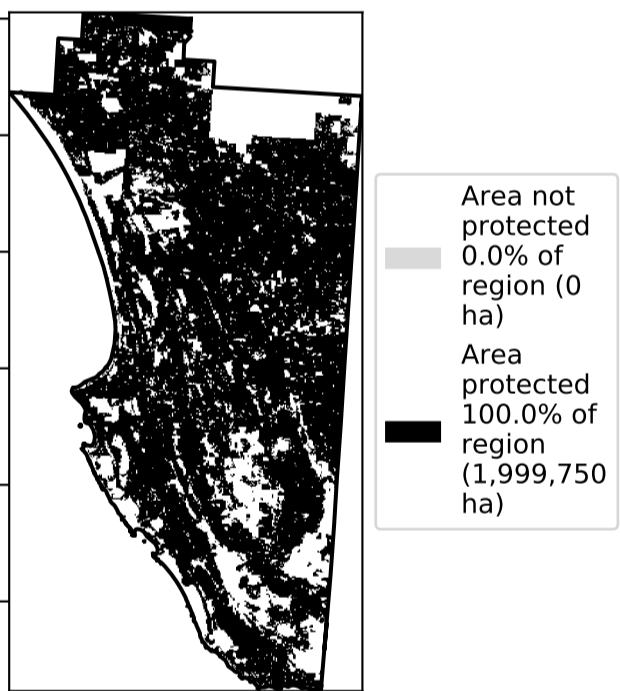 Area not
protected
0.0% of
region (0
ha)
Area
protected
100.0% of
region
(1,999,750
ha)